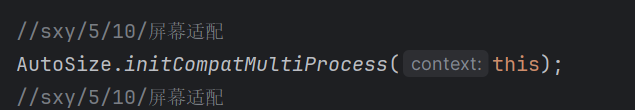 //sxy/5/10/屏幕适配
AutoSize.initCompatMultiProcess( context: this);
//sxy/5/10/屏幕适配